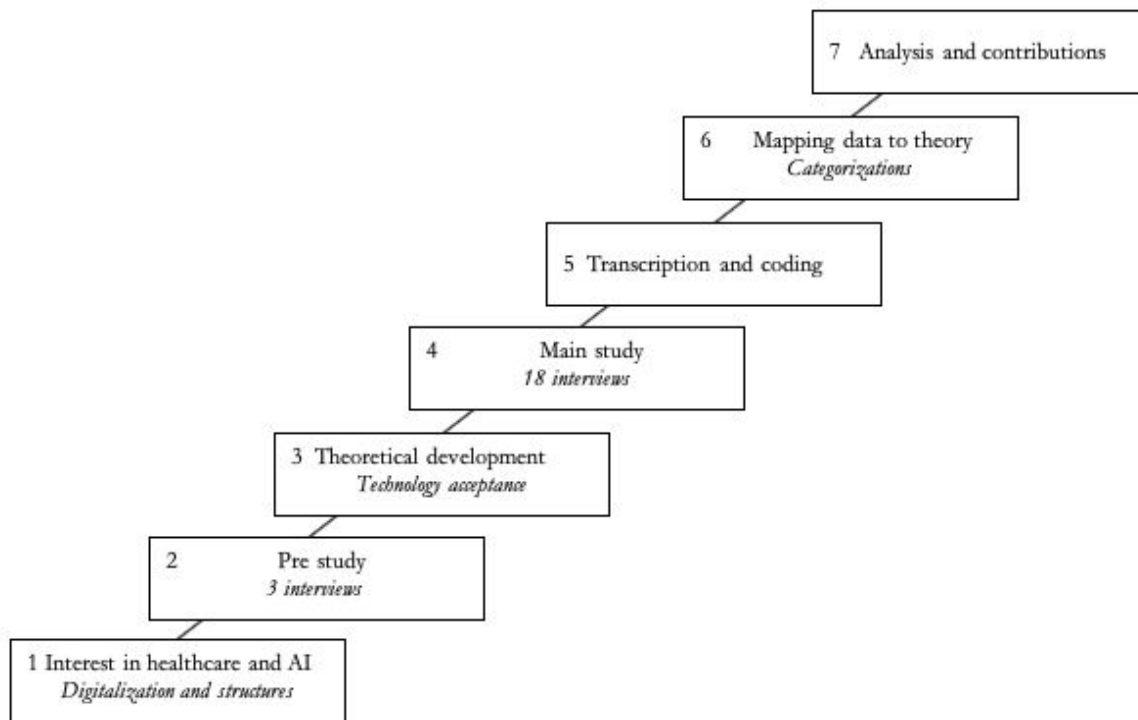 7 Analysis and contributions
6 Mapping data to theory
Categorizations
5 Transcription and coding
4 Main study
18 interviews
3 Theoretical development
Technology acceptance
2 Pre study
3 interviews
1 Interest in healthcare and AI
Digitalization and structures